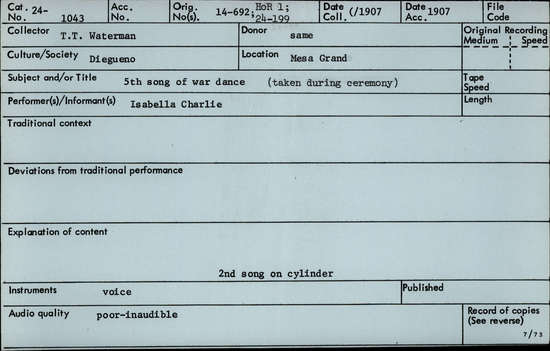 Cat. 24-1043 Acc. No. Orig. No(s). 14-692; HoR 1; 24-199 Date Coll. (/1907 Date Acc. 1907 File Code
Collector T.T. Waterman Donor same Original Recording Medium Speed
Culture/Society Diegueno Location Mesa Grand
Subject and/or Title 5th song of war dance (taken during ceremony) Tape Speed
Performer(s)/Informant(s) Isabella Charlie Length
Traditional context
Deviations from traditional performance
Explanation of content
2nd song on cylinder
Instruments voice Published
Audio quality poor-inaudible Record of copies (See reverse)
7/73